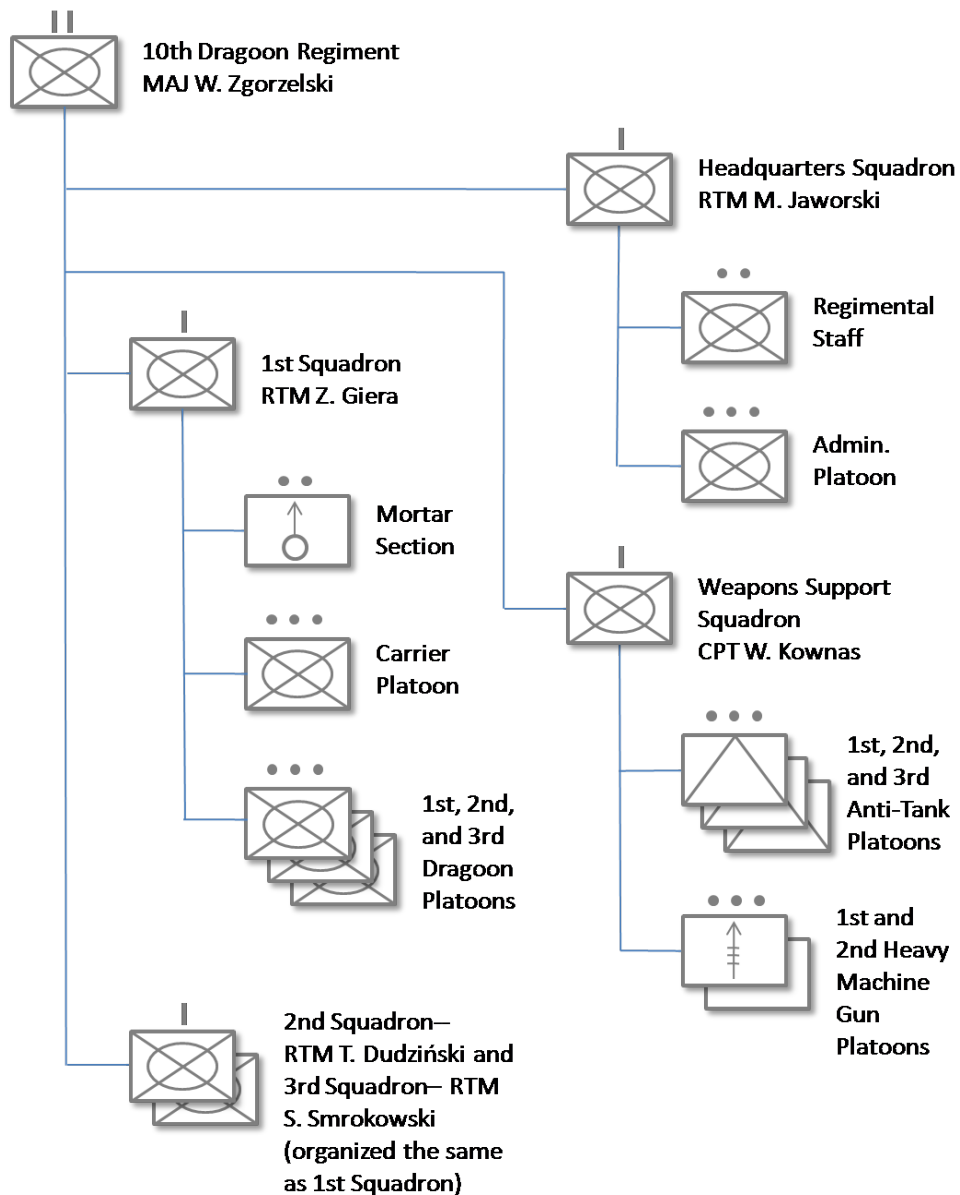 10th Dragoon Regiment
MAJ W. Zgorzelski
Headquarters Squadron
RTM M. Jaworski
Regimental
Staff
Admin.
Platoon
1st Squadron
RTM Z. Giera
Mortar
Section
Carrier
Platoon
1st, 2nd,
and 3rd
Dragoon
Platoons
Weapons Support
Squadron
CPT W. Kownas
1st, 2nd,
and 3rd
Anti-Tank
Platoons
1st and
2nd Heavy
Machine
Gun
Platoons
2nd Squadron–
RTM T. Dudziński and
3rd Squadron– RTM
S. Smrokowski
(organized the same
as 1st Squadron)